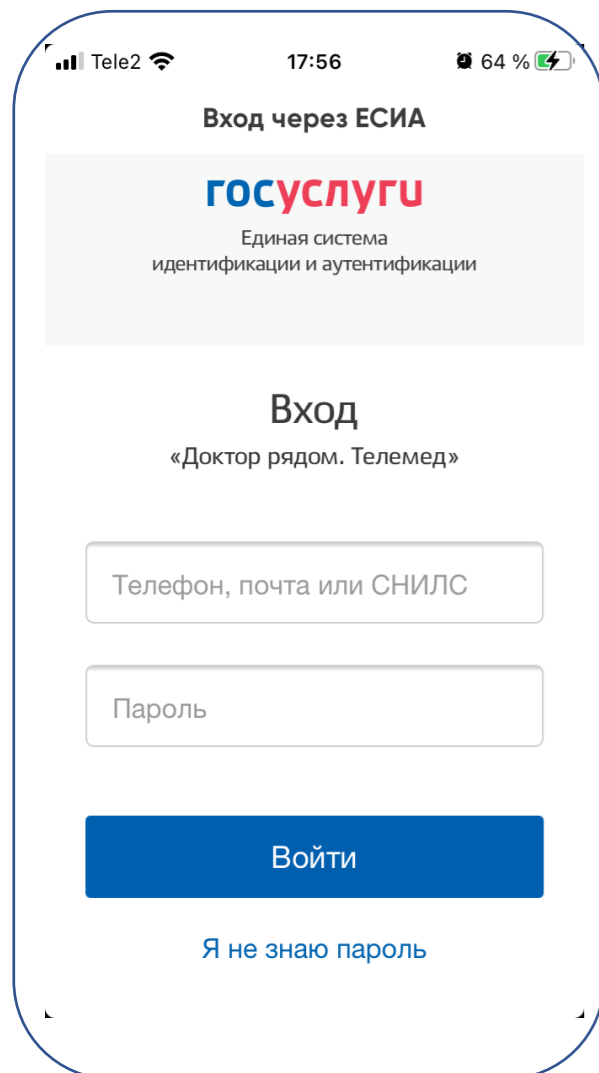 Tele2 17:56 64 %
Вход через ЕСИА
госуслуги
Единая система
идентификации и аутентификации
Вход
«Доктор рядом. Телемед»
Телефон, почта или СНИЛС
Пароль
Войти
Я не знаю пароль